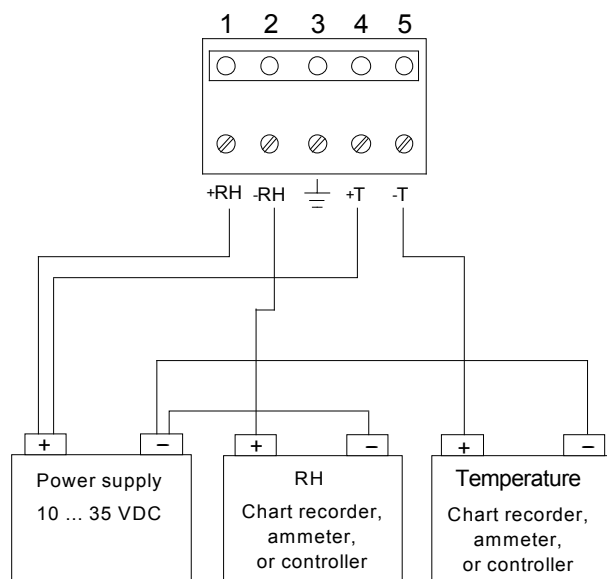 1 2 3 4 5
+RH -RH +T -T
+ − + − + −
Power supply
10 ... 35 VDC
RH
Chart recorder,
ammeter,
or controller
Temperature
Chart recorder,
ammeter,
or controller